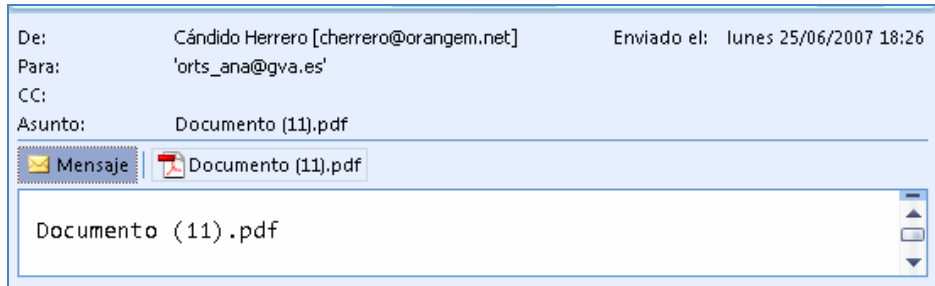 De: Cándido Herrero [cherrero@orangem.net] Enviado el: lunes 25/06/2007 18:26
Para: 'orts_ana@gva.es'
CC:
Asunto: Documento (11).pdf
Mensaje Documento (11).pdf
Documento (11).pdf